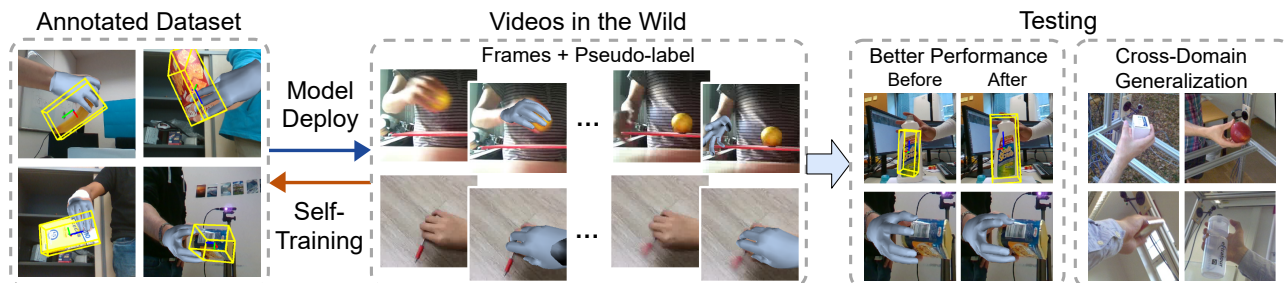 Annotated Dataset
Model
Deploy
Self-
Training
Videos in the Wild
Frames + Pseudo-label
...
...
Testing
Better Performance
Before
After
Cross-Domain
Generalization